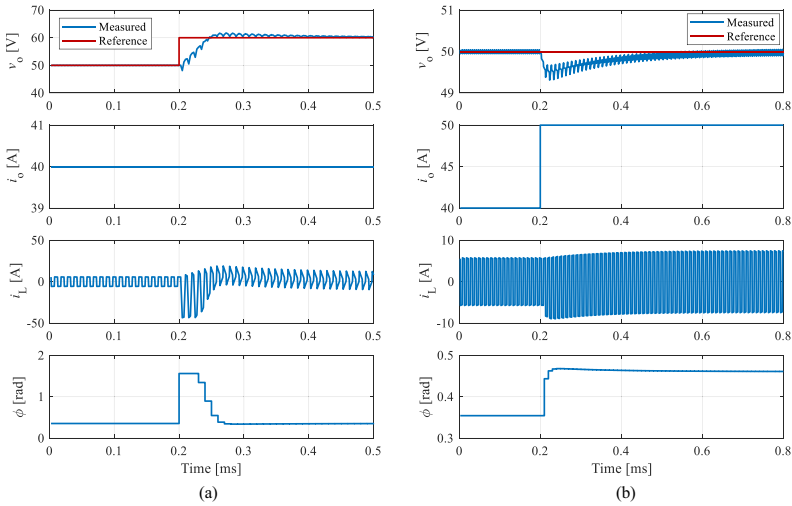 70
60
50
40
vo [V]
Measured
Reference
0 0.1 0.2 0.3 0.4 0.5
41
40
39
io [A]
0 0.1 0.2 0.3 0.4 0.5
50
0
-50
iL [A]
0 0.1 0.2 0.3 0.4 0.5
2
1
0
ϕ [rad]
0 0.1 0.2 0.3 0.4 0.5
Time [ms]
(a)
51
50
49
vo [V]
Measured
Reference
0 0.2 0.4 0.6 0.8
50
45
40
io [A]
0 0.2 0.4 0.6 0.8
10
0
-10
iL [A]
0 0.2 0.4 0.6 0.8
0.5
0.4
0.3
ϕ [rad]
0 0.2 0.4 0.6 0.8
Time [ms]
(b)